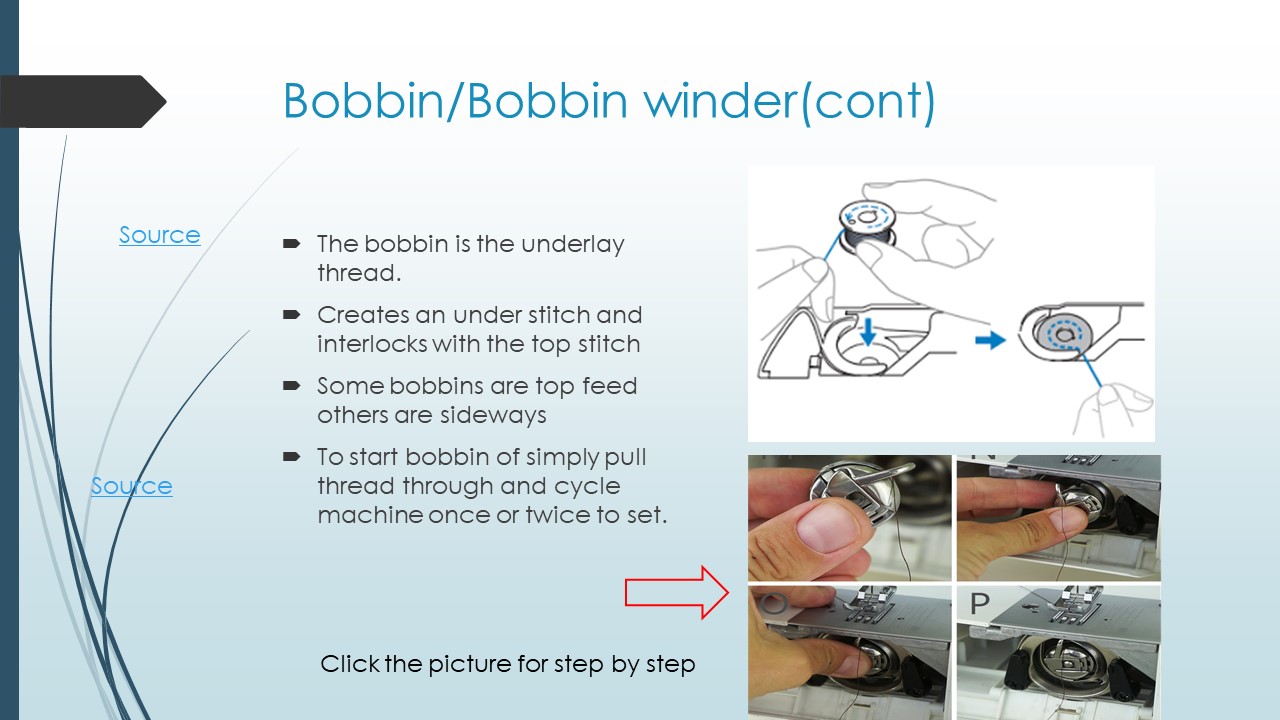 Bobbin/Bobbin winder(cont)
Source
The bobbin is the underlay
thread.
Creates an under stitch and
interlocks with the top stitch
Some bobbins are top feed
others are sideways
To start bobbin of simply pull
thread through and cycle
machine once or twice to set.
Source
O
P
Click the picture for step by step